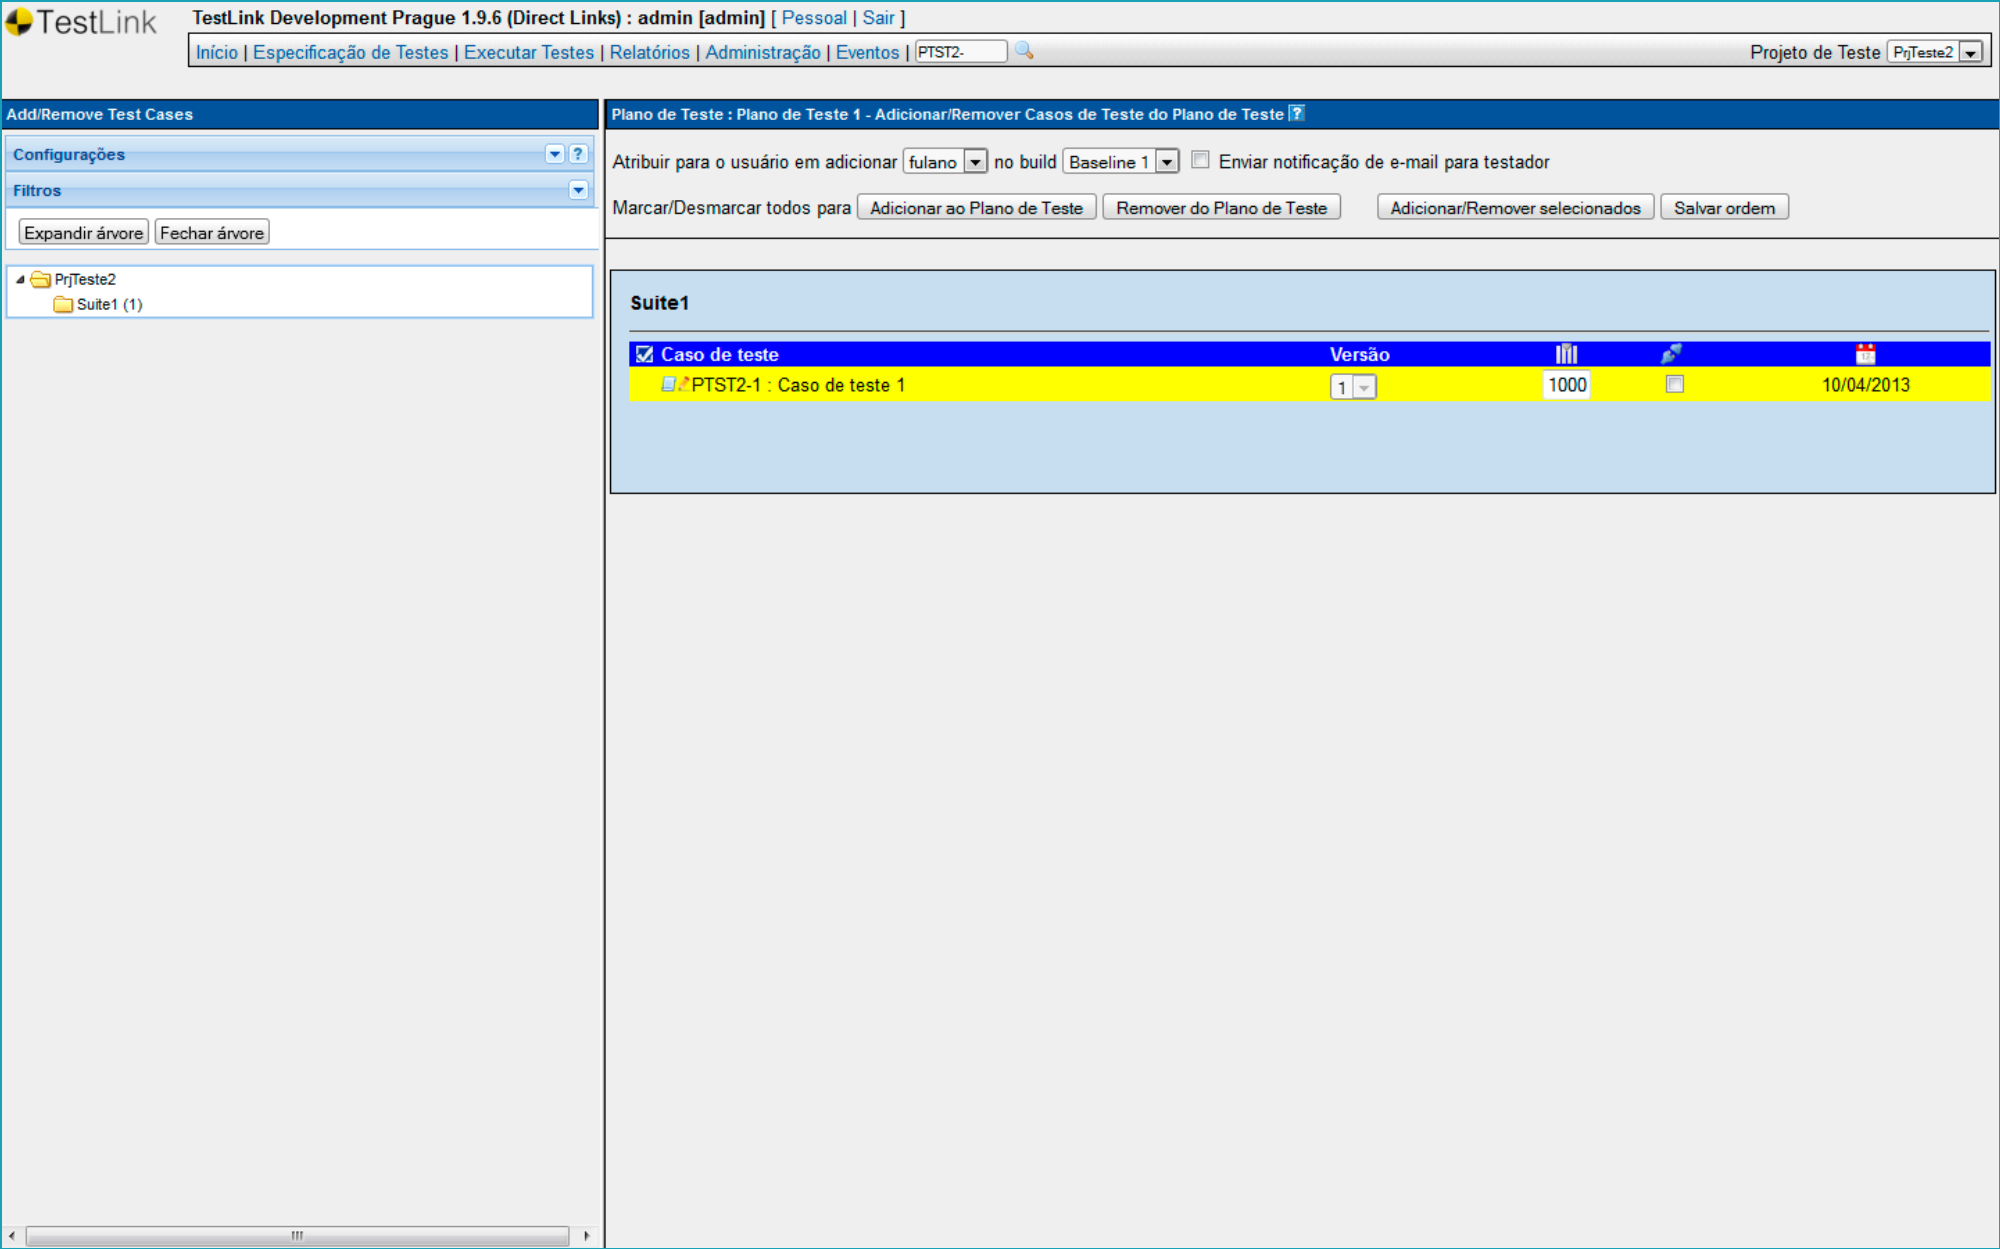 TestLink
TestLink Development Prague 1.9.6 (Direct Links) : admin [admin] [ Pessoal | Sair ]
Início | Especificação de Testes | Executar Testes | Relatórios | Administração | Eventos | PTST2-
Projeto de Teste PrjTeste2
Add/Remove Test Cases
Configurações ?
Filtros
Expandir árvore Fechar árvore
PrjTeste2
Suite1 (1)
Plano de Teste : Plano de Teste 1 - Adicionar/Remover Casos de Teste do Plano de Teste ?
Atribuir para o usuário em adicionar fulano no build Baseline 1 Enviar notificação de e-mail para testador
Marcar/Desmarcar todos para Adicionar ao Plano de Teste Remover do Plano de Teste Adicionar/Remover selecionados Salvar ordem
Suite1
Caso de teste Versão
PTST2-1 : Caso de teste 1 1 1000 10/04/2013